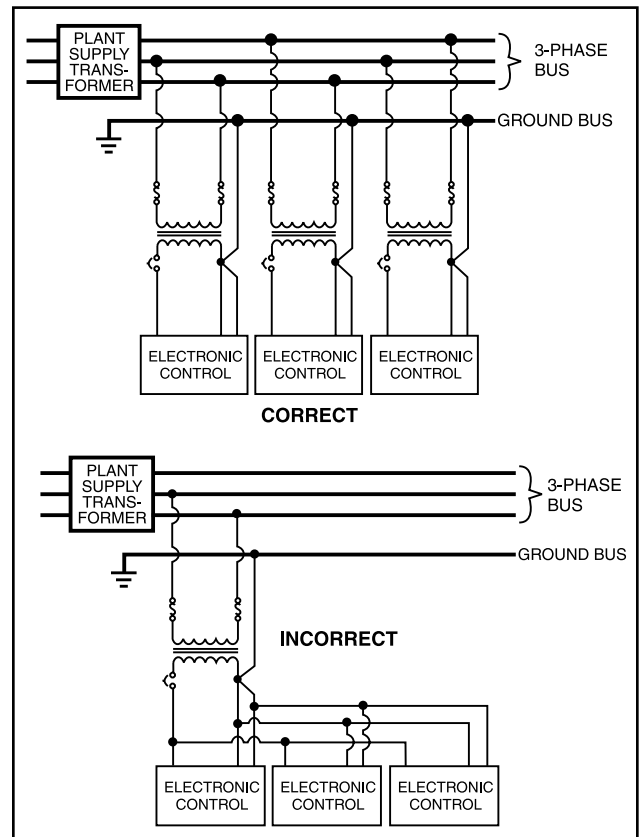 PLANT
SUPPLY
TRANS-
FORMER
3-PHASE
BUS
GROUND BUS
ELECTRONIC
CONTROL
ELECTRONIC
CONTROL
ELECTRONIC
CONTROL
CORRECT
PLANT
SUPPLY
TRANS-
FORMER
3-PHASE
BUS
GROUND BUS
INCORRECT
ELECTRONIC
CONTROL
ELECTRONIC
CONTROL
ELECTRONIC
CONTROL